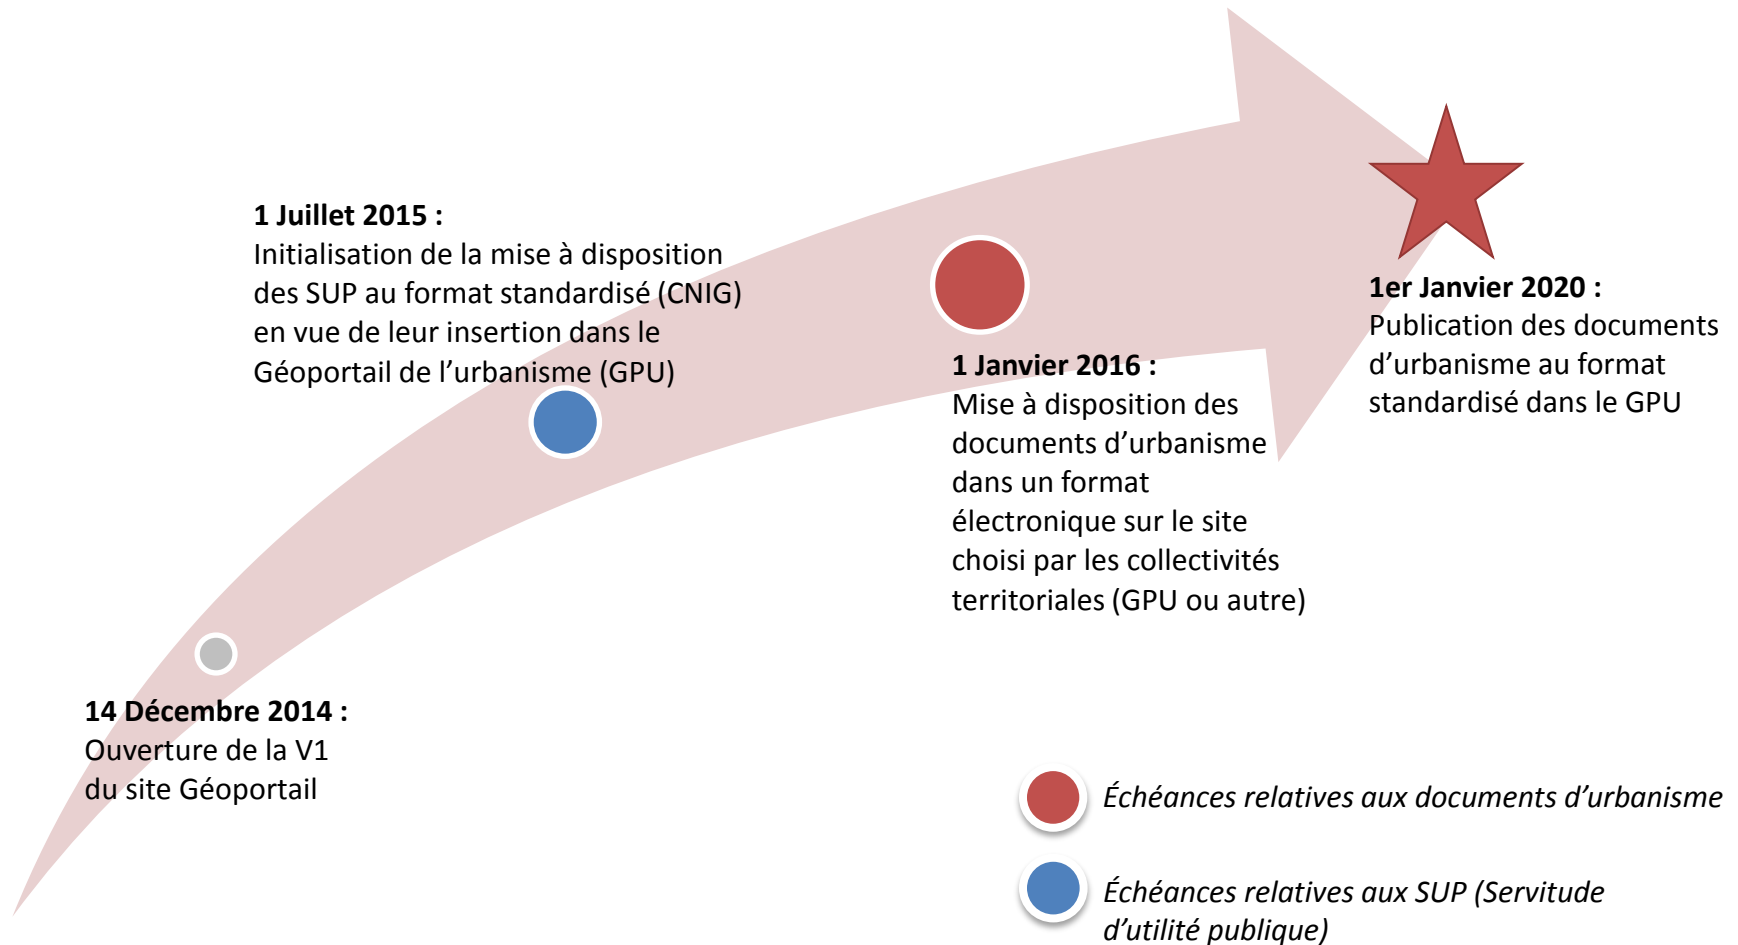 1 Juillet 2015 :
Initialisation de la mise à disposition
des SUP au format standardisé (CNIG)
en vue de leur insertion dans le
Géoportail de l’urbanisme (GPU)
1er Janvier 2020 :
Publication des documents
d’urbanisme au format
standardisé dans le GPU
1 Janvier 2016 :
Mise à disposition des
documents d’urbanisme
dans un format
électronique sur le site
choisi par les collectivités
territoriales (GPU ou autre)
14 Décembre 2014 :
Ouverture de la V1
du site Géoportail
Échéances relatives aux documents d’urbanisme
Échéances relatives aux SUP (Servitude
d’utilité publique)